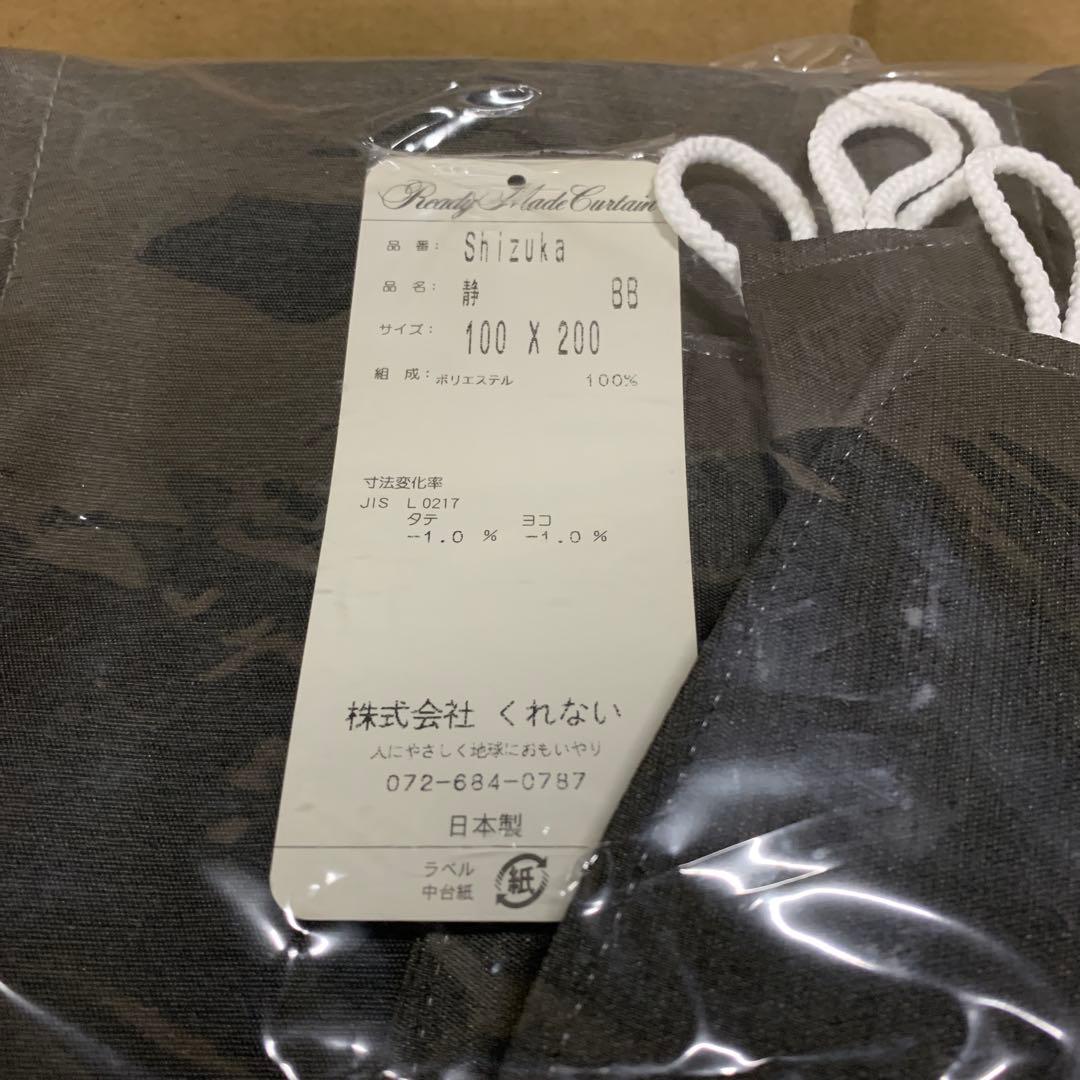 Ready Made Curtain
品番: Shizuka
品名: 静 BB
サイズ: 100 X 200
組成: ポリエステル 100%
寸法変化率
JIS L 0217
タテ ヨコ
-1.0 % -1.0 %
株式会社 くれない
人にやさしく地球におもいやり
072-684-0787
日本製
ラベル
中台紙
紙